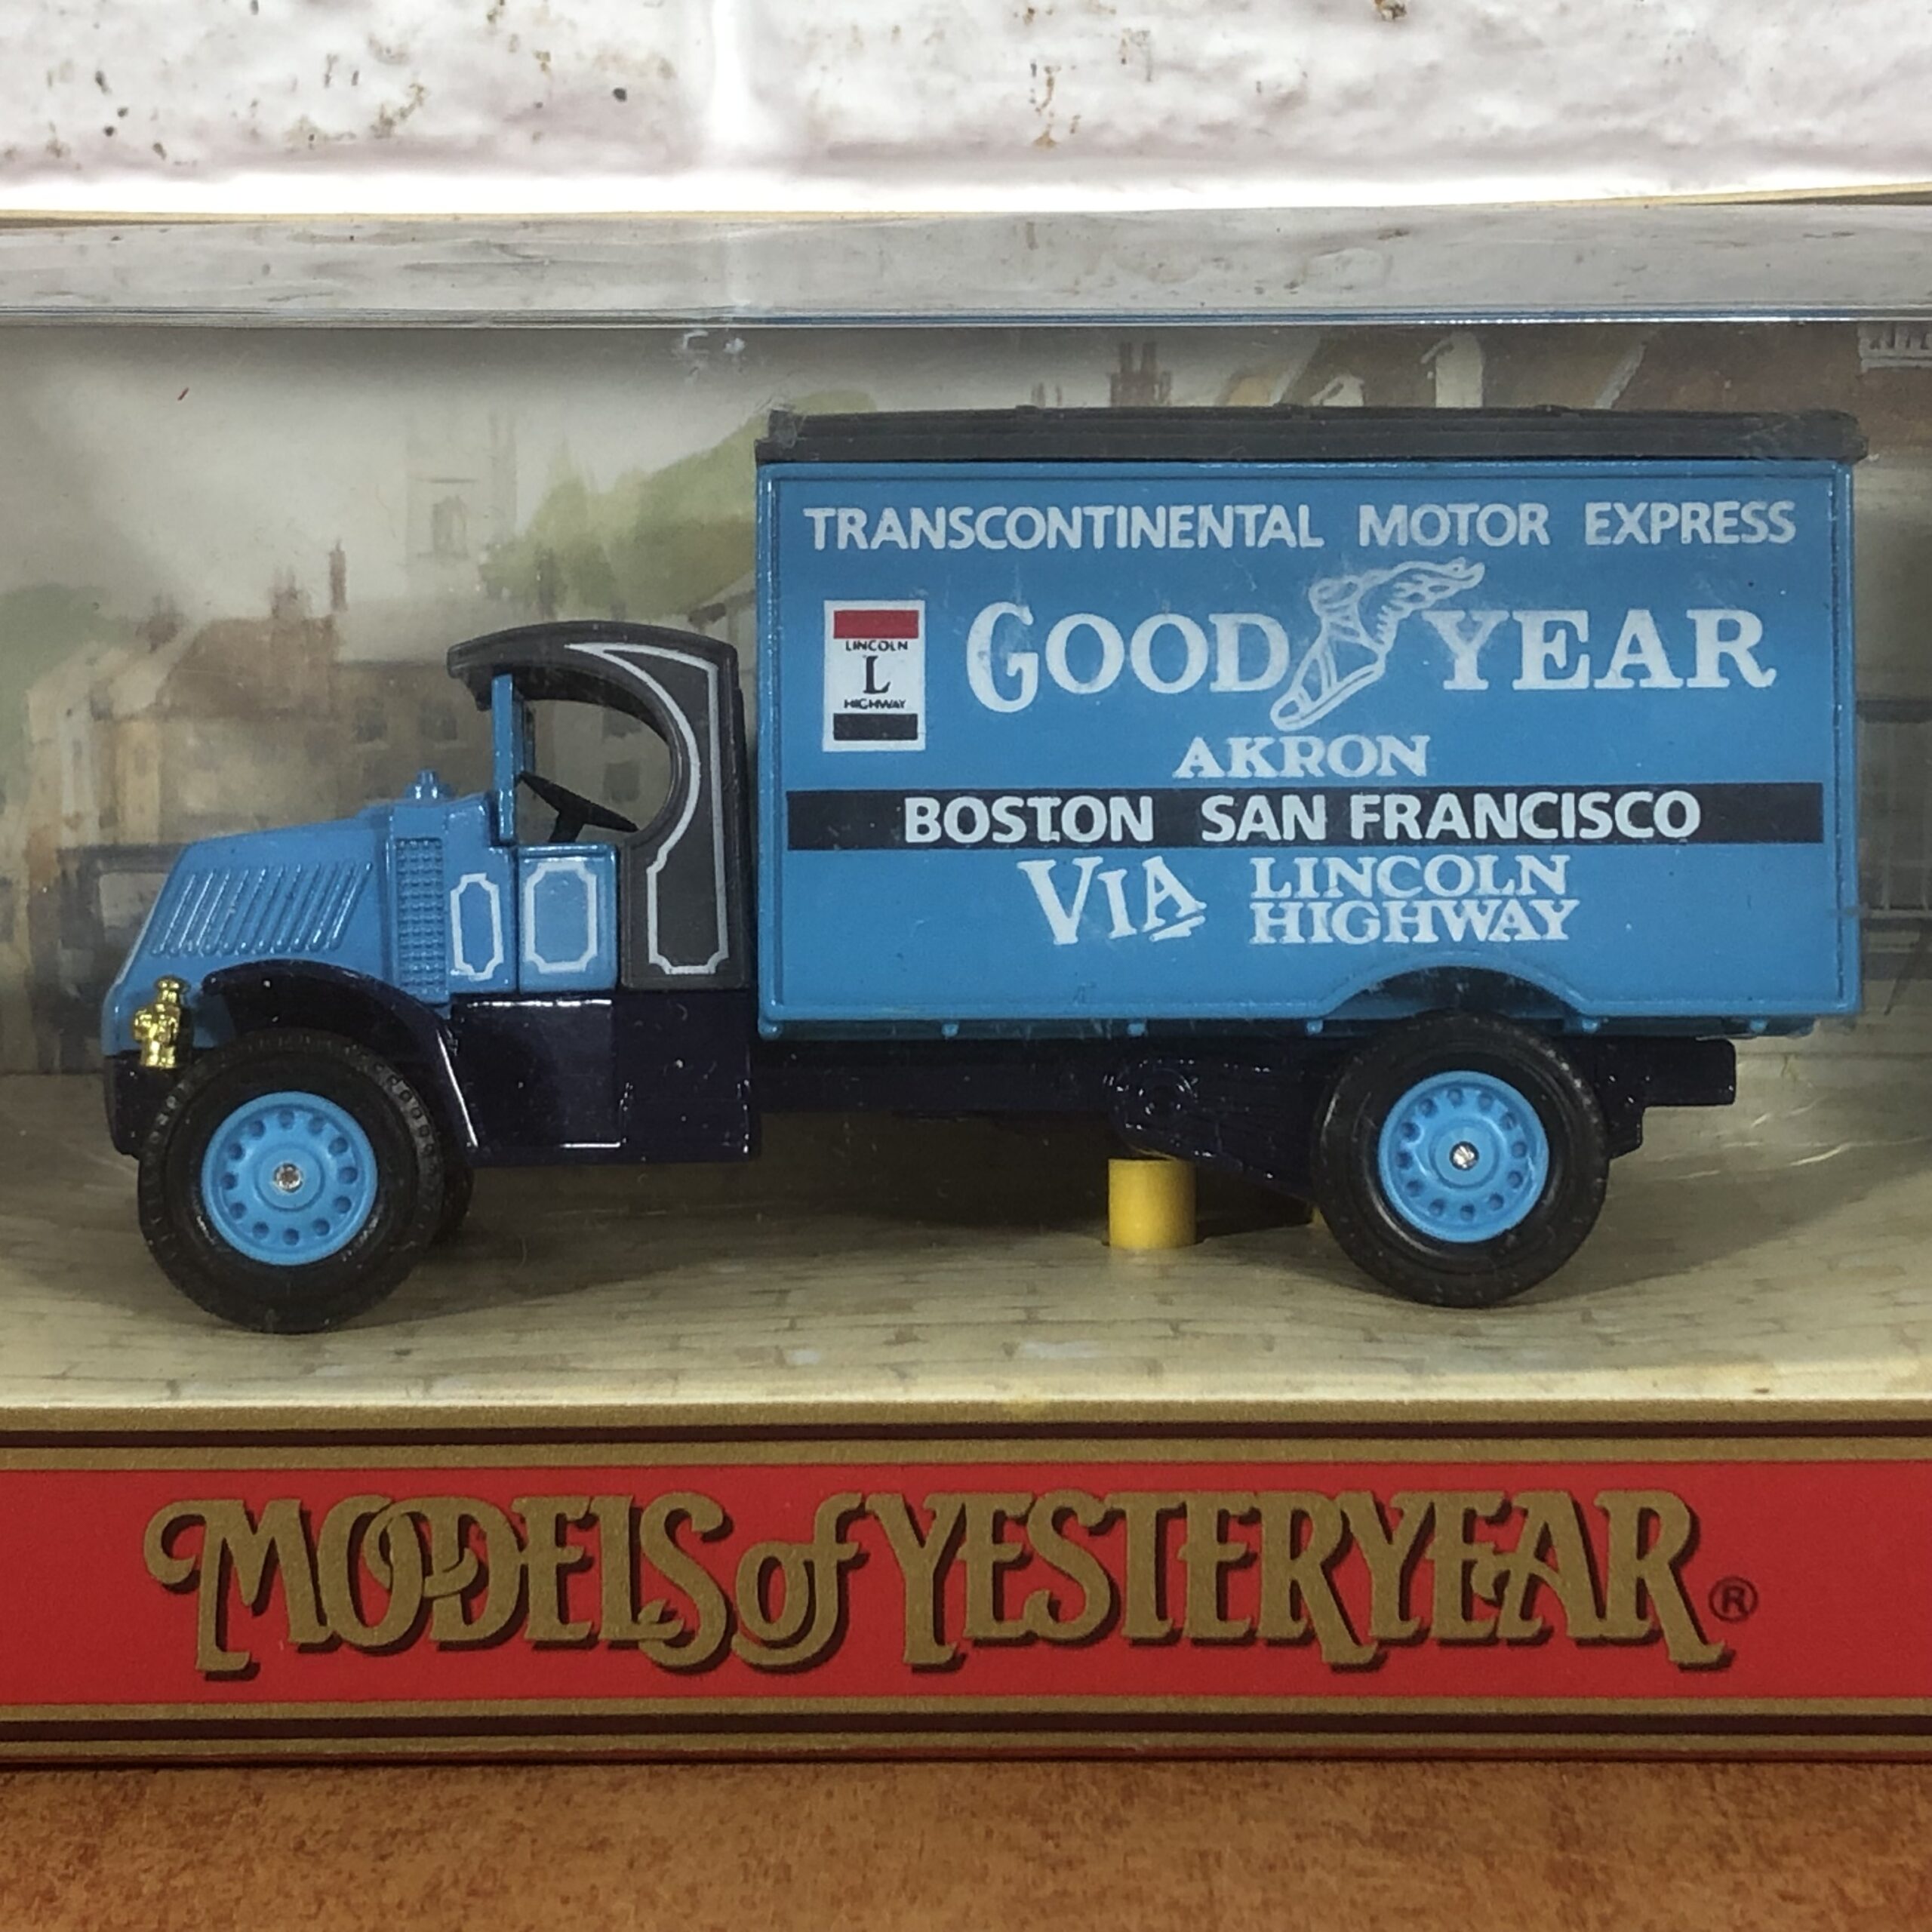 TRANSCONTINENTAL MOTOR EXPRESS
LINCOLN
L
HIGHWAY
GOOD YEAR
AKRON
BOSTON SAN FRANCISCO
VIA LINCOLN
HIGHWAY
MODELS of YESTERYEAR®